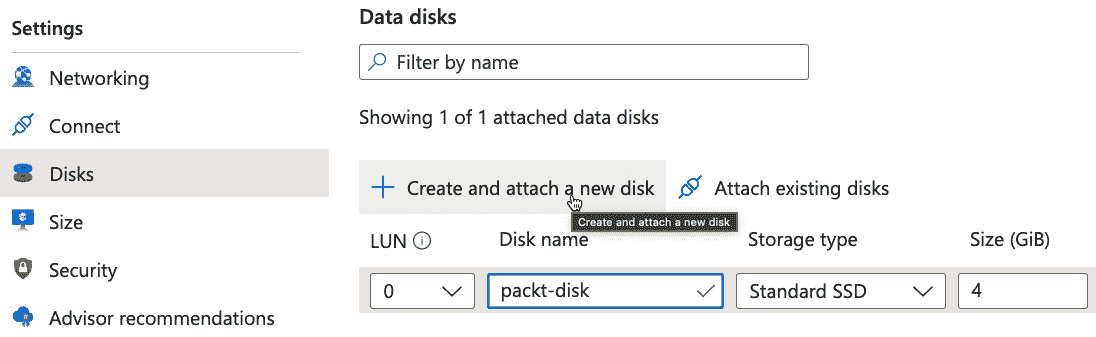 Settings
Networking
Connect
Disks
Size
Security
Advisor recommendations
Data disks
Filter by name
Showing 1 of 1 attached data disks
Create and attach a new disk
Attach existing disks
Create and attach a new disk
LUN
Disk name
Storage type
Size (GiB)
0
packt-disk
Standard SSD
4